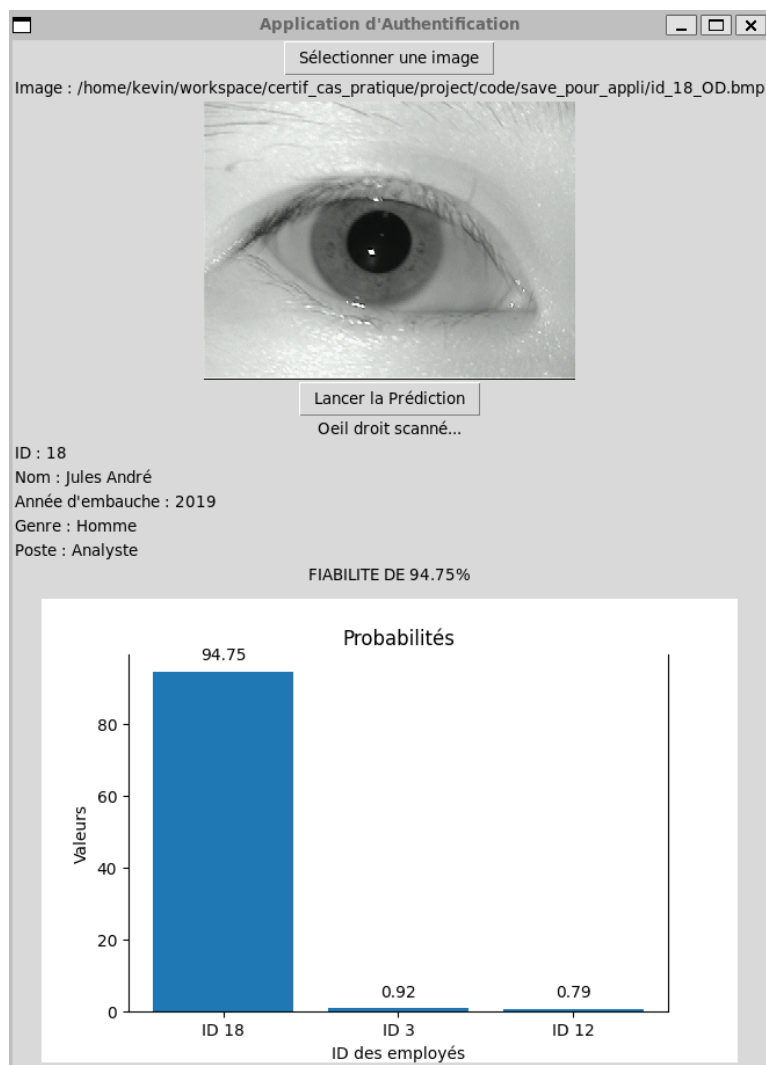 Application d'Authentification
Sélectionner une image
Image : /home/kevin/workspace/certif_cas_pratique/project/code/save_pour_appli/id_18_OD.bmp
Lancer la Prédiction
Oeil droit scanné...
ID : 18
Nom : Jules André
Année d'embauche : 2019
Genre : Homme
Poste : Analyste
FIABILITE DE 94.75%
Probabilités
94.75
80
60
Valeurs
40
20
0.92
0.79
0
ID 18
ID 3
ID 12
ID des employés